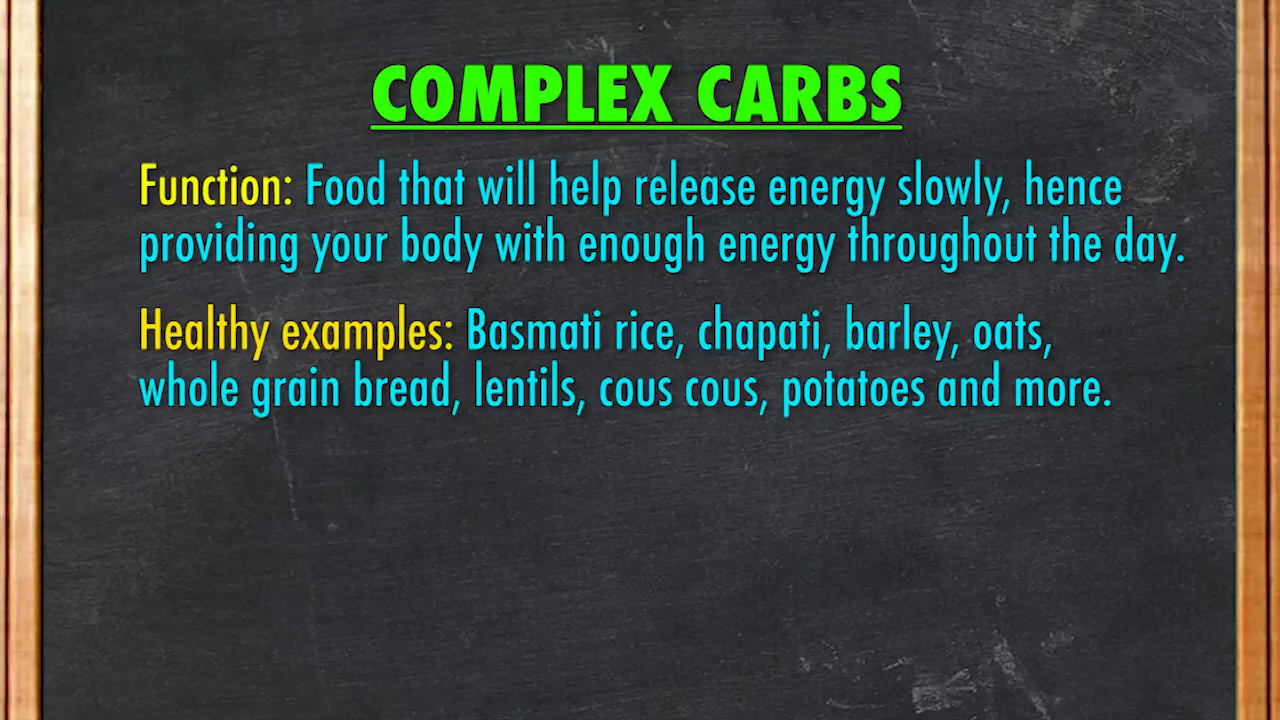 COMPLEX CARBS
Function: Food that will help release energy slowly, hence
providing your body with enough energy throughout the day.
Healthy examples: Basmati rice, chapati, barley, oats,
whole grain bread, lentils, cous cous, potatoes and more.